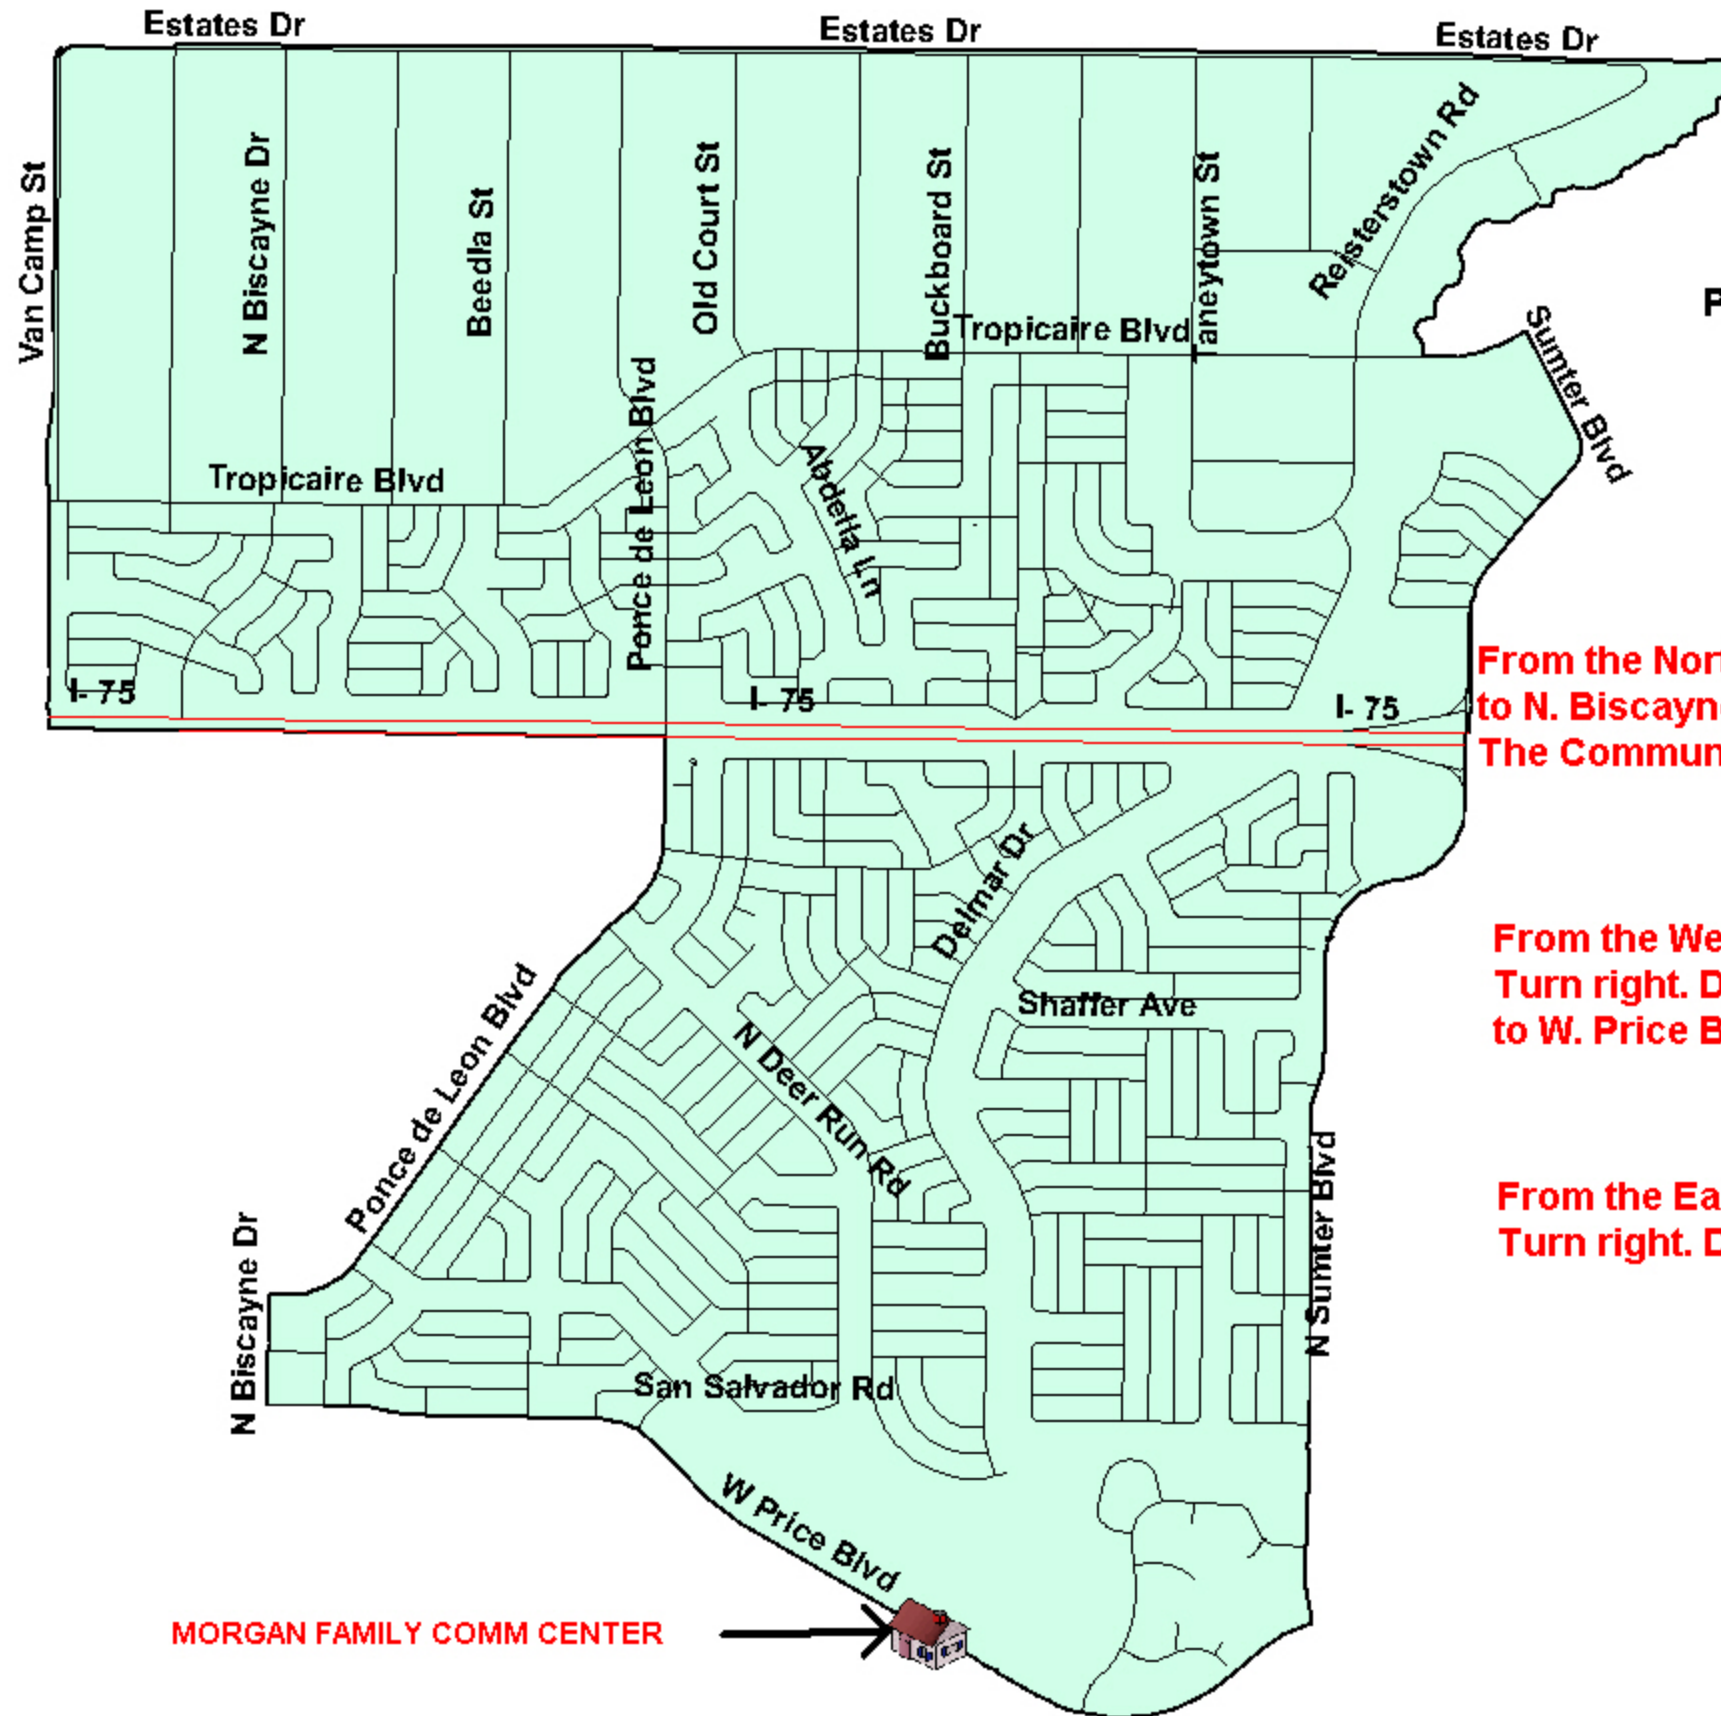 Estates Dr
Estates Dr
Estates Dr
Van Camp St
N Biscayne Dr
Beedla St
Old Court St
Buckboard St
Taneytown St
Reisterstown Rd
P
Tropicaire Blvd
Sumter Blvd
Tropicaire Blvd
Ponce de Leon Blvd
Abdella Ln
I- 75
I- 75
I- 75
From the Nor
to N. Biscayn
The Commun
Delmar Dr
From the We
Turn right. D
to W. Price B
Shaffer Ave
Ponce de Leon Blvd
N Deer Run Rd
From the Ea
Turn right. D
N Sumter Blvd
N Biscayne Dr
San Salvador Rd
W Price Blvd
MORGAN FAMILY COMM CENTER